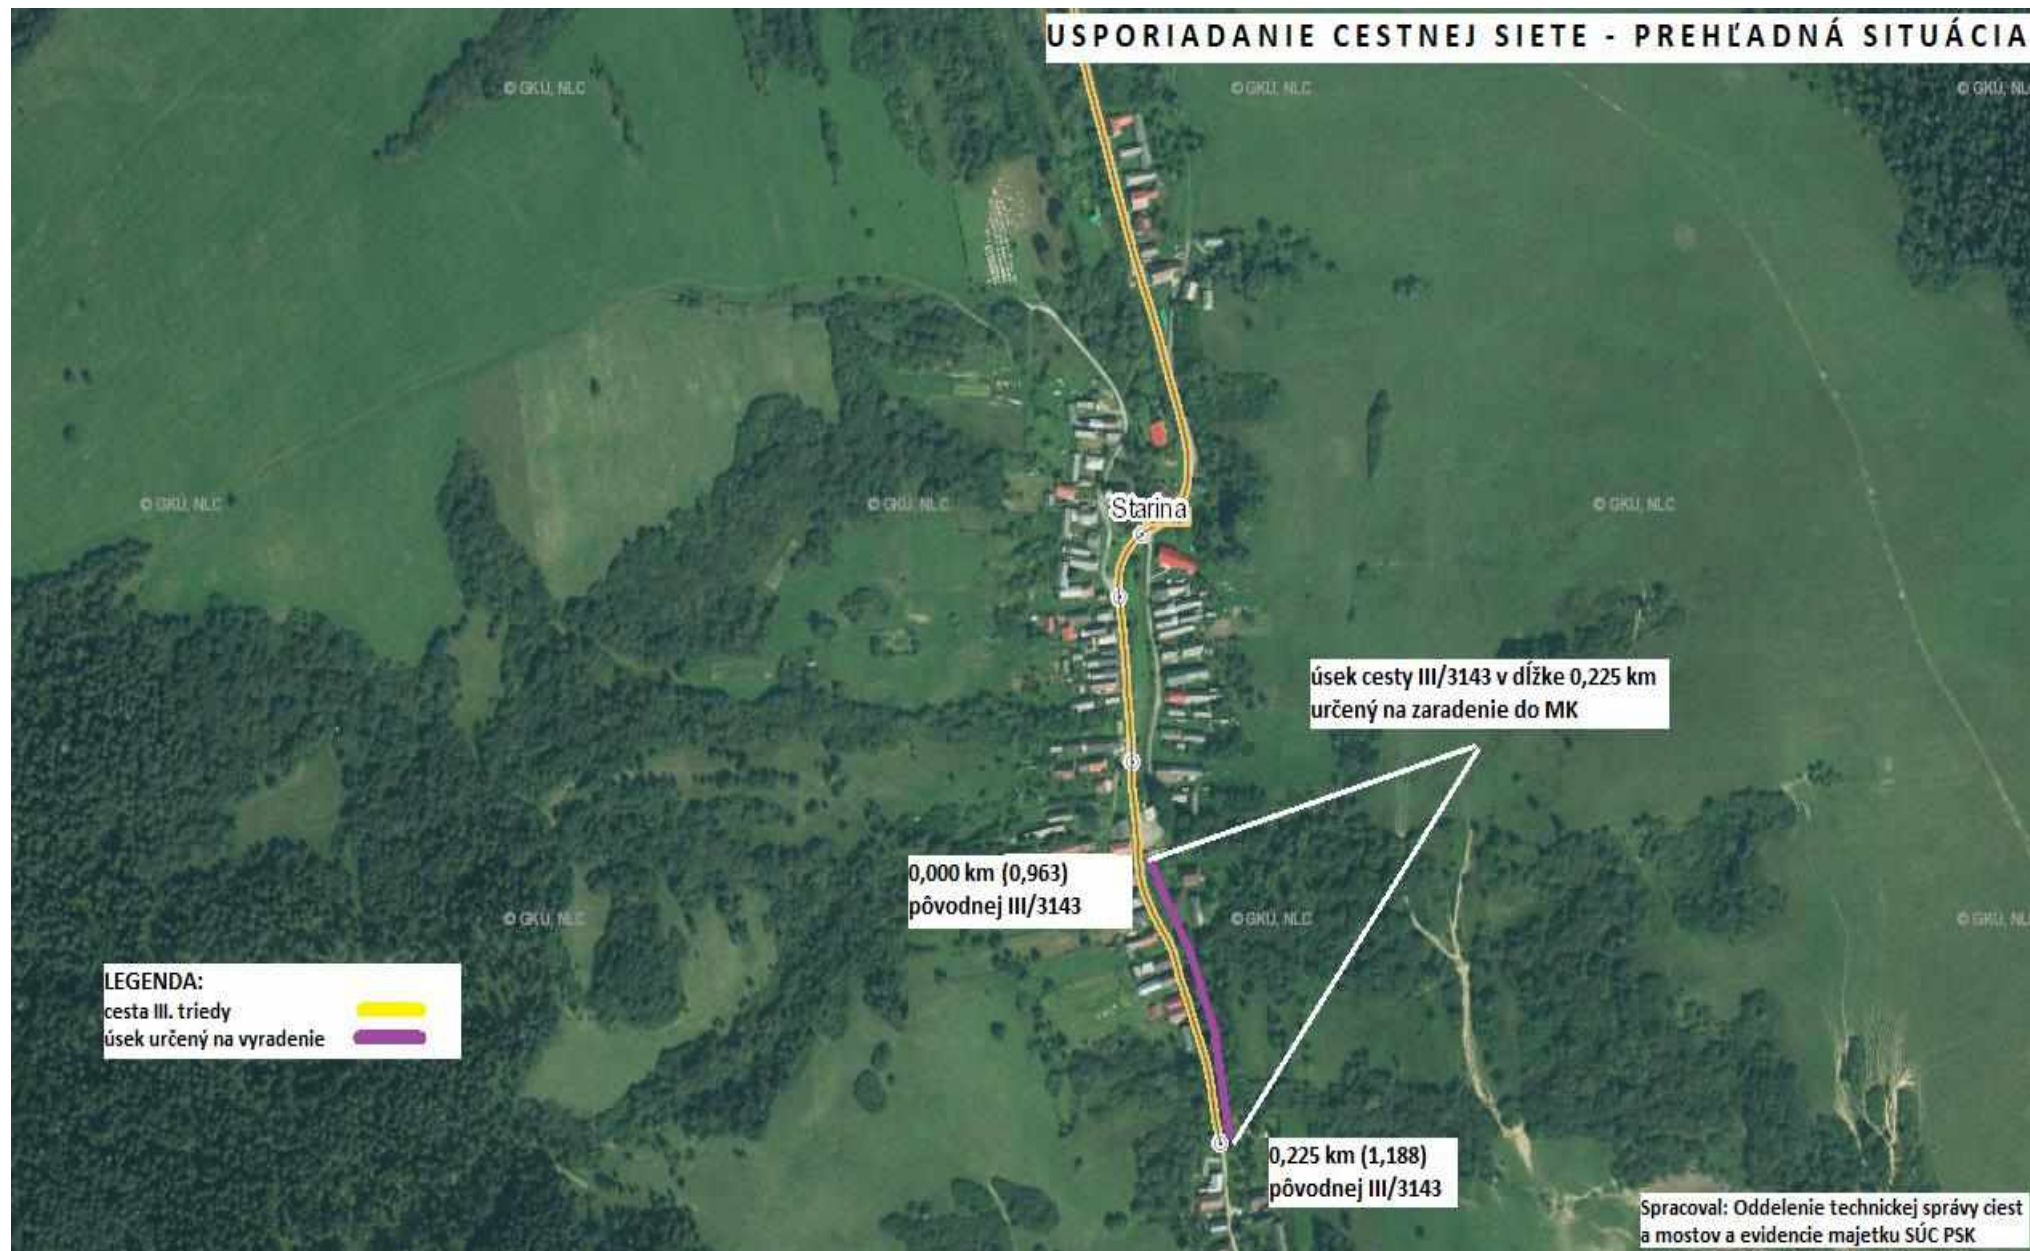 USPORIADANIE CESTNEJ SIETE - PREHĽADNÁ SITUÁCIA
© GKÚ, NLC
© GKÚ, NLC
© GKÚ, NL
© GKÚ, NLC
© GKÚ, NLC
Starina
© GKÚ, NLC
úsek cesty III/3143 v dĺžke 0,225 km
určený na zaradenie do MK
0,000 km (0,963)
pôvodnej III/3143
© GKÚ, NLC
© GKÚ, NLC
© GKÚ, NL
LEGENDA:
cesta III. triedy
úsek určený na vyradenie
0,225 km (1,188)
pôvodnej III/3143
Spracoval: Oddelenie technickej správy ciest
a mostov a evidencie majetku SÚC PSK